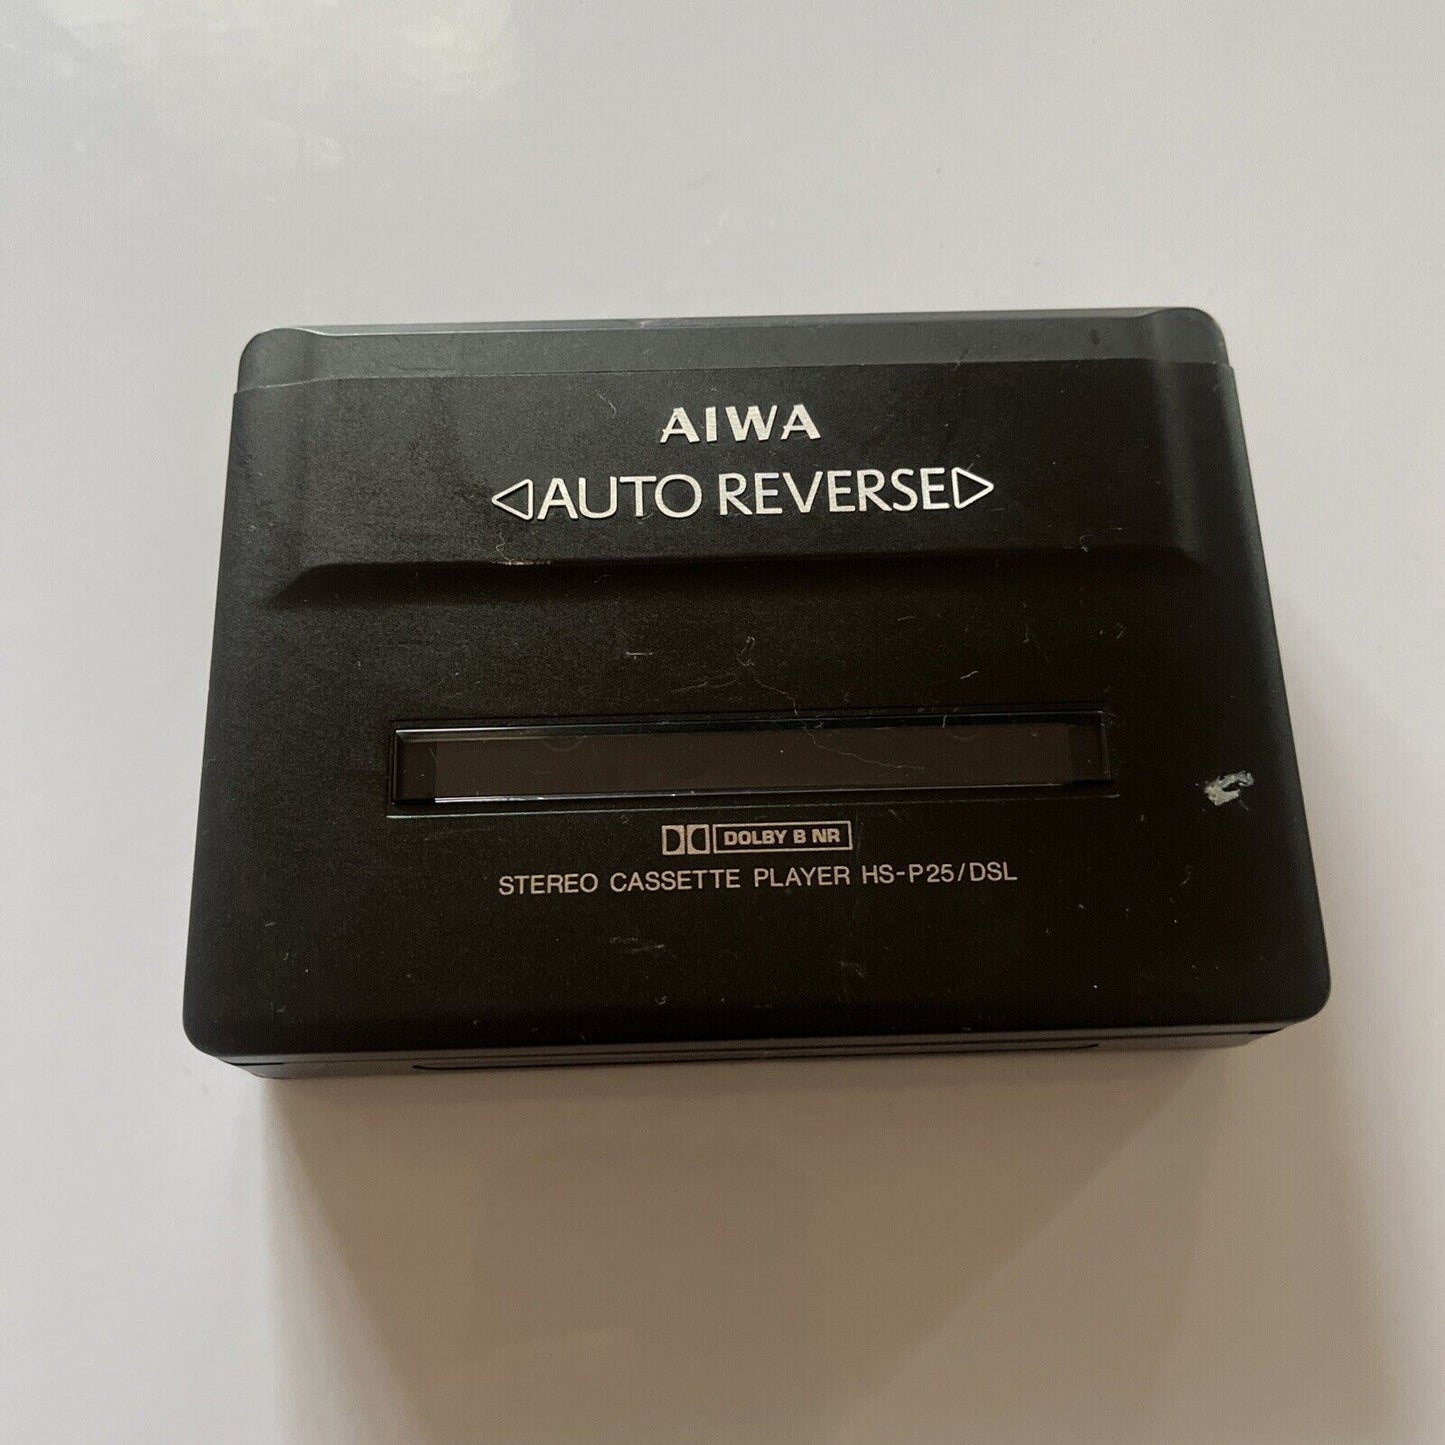 AIWA
◁AUTO REVERSE▷
DOLBY B NR
STEREO CASSETTE PLAYER HS-P25/DSL